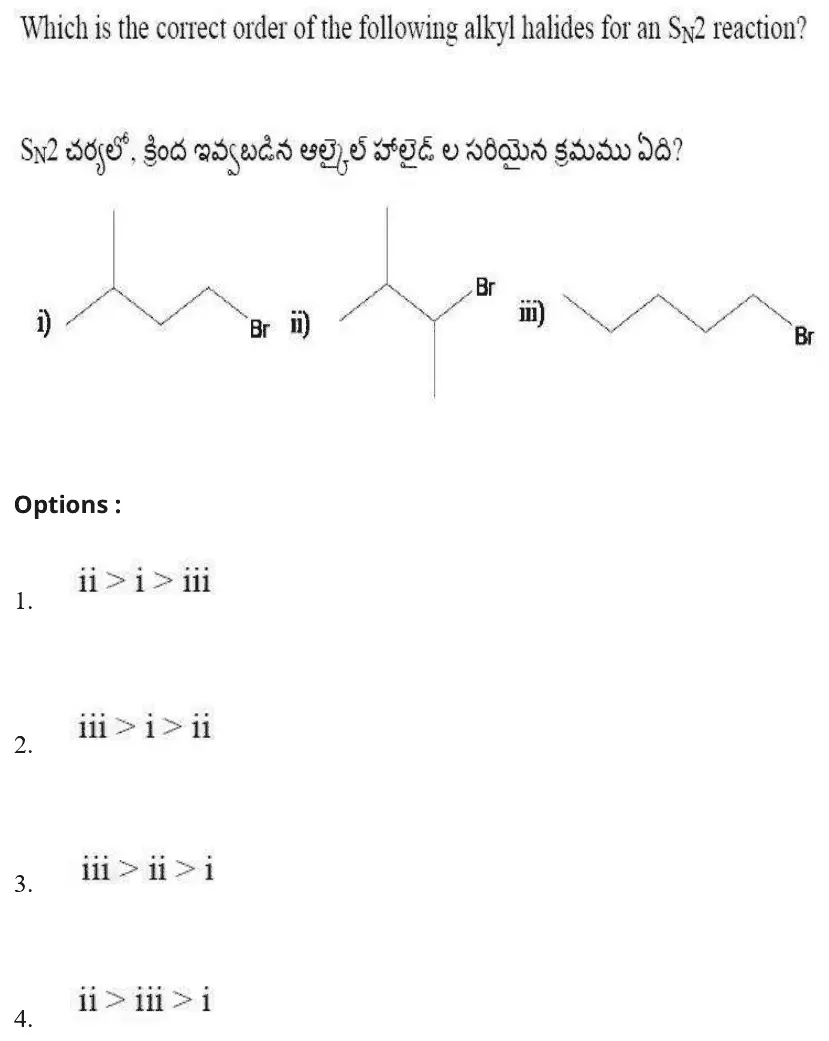 Which is the correct order of the following alkyl halides for an SN2 reaction?
SN2 చర్యలో, క్రింద ఇవ్వబడిన ఆల్కైల్ హాలైడ్ ల సరియైన క్రమము ఏది?
i) Br ii) Br iii) Br
Options :
1. ii > i > iii
2. iii > i > ii
3. iii > ii > i
4. ii > iii > i